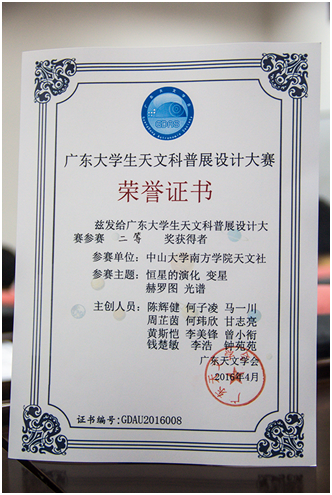 GDAS
广东大学生天文科普展设计大赛
荣誉证书
兹发给广东大学生天文科普展设计大
赛参赛 二等 奖获得者
参赛单位：中山大学南方学院天文社
参赛主题：恒星的演化 变星
赫罗图 光谱
主创人员：陈辉健 何子凌 马一川
周芷茵 何玮欣 甘志亮
黄斯恺 李美锋 曾小衔
钱楚敏 李浩 钟苑苑
广东天文学会
2016年4月
证书编号：GDAU2016008